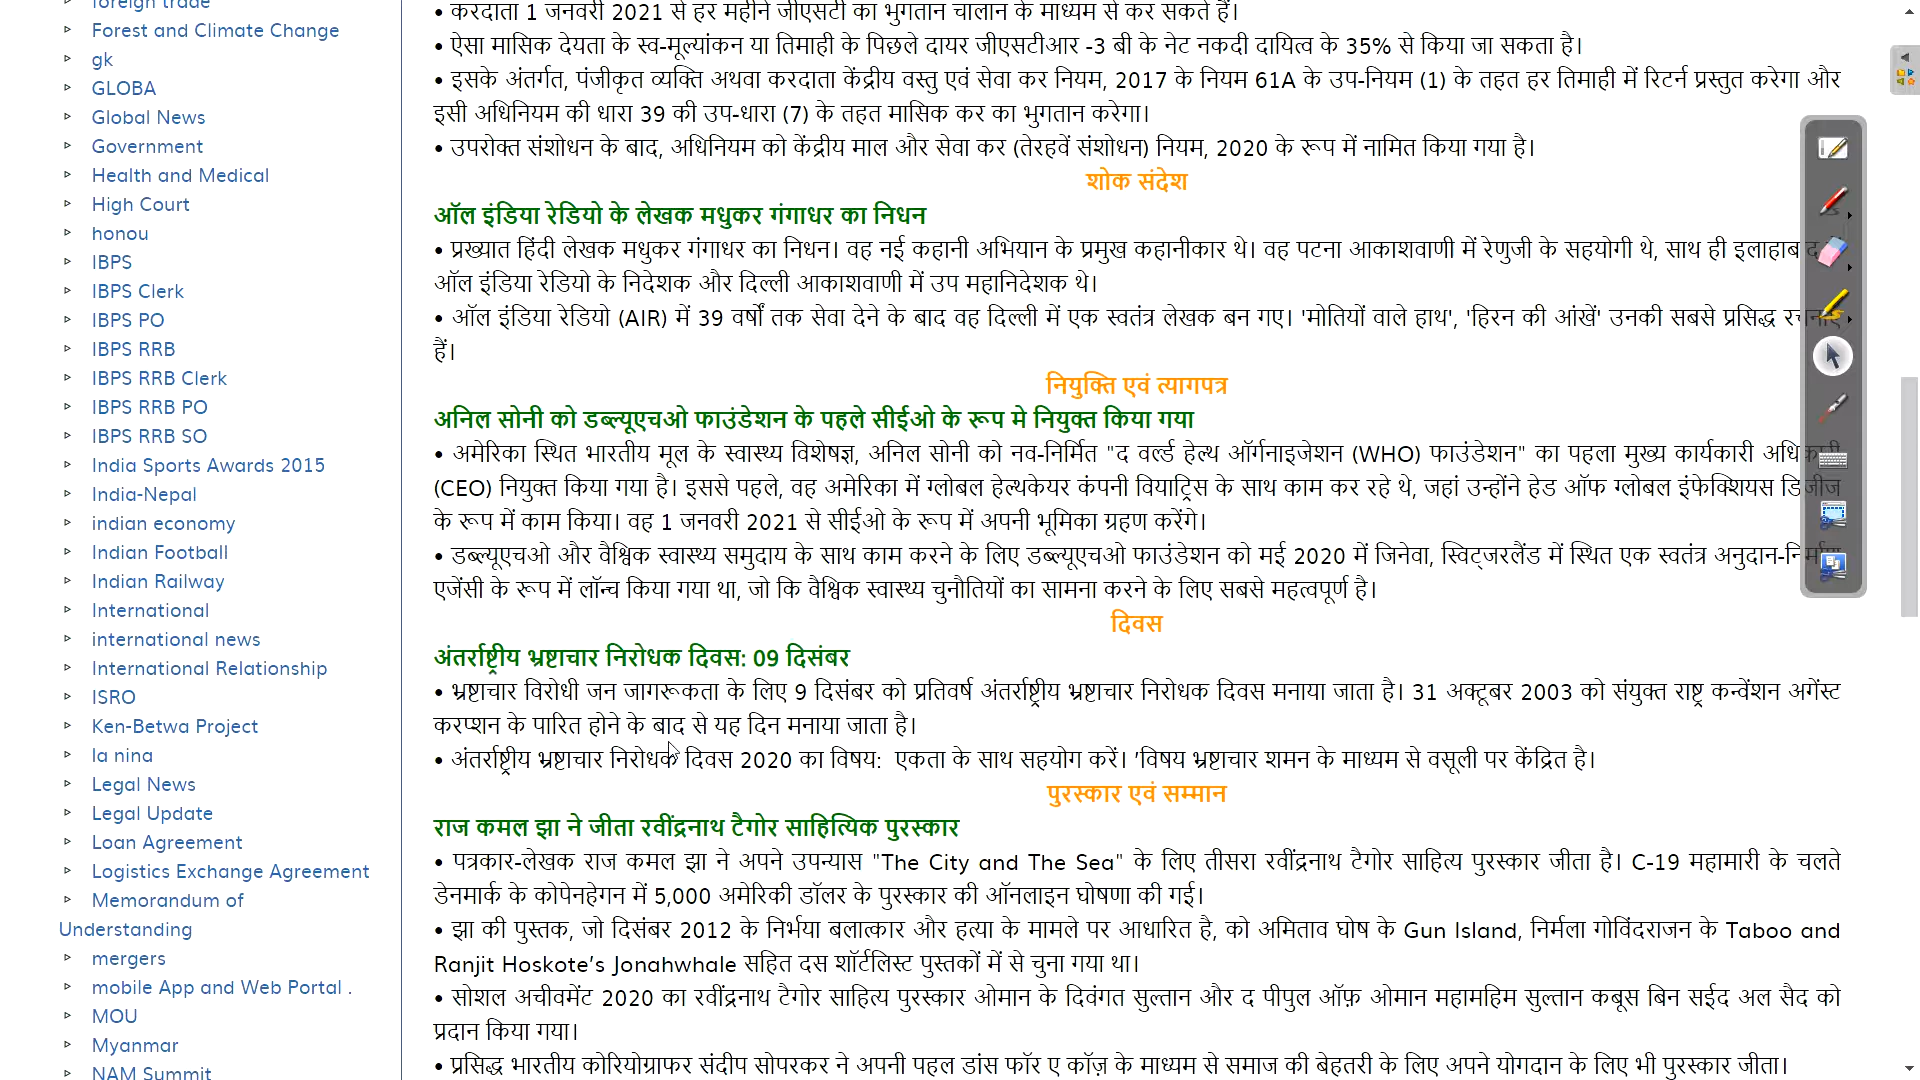 foreign trade
Forest and Climate Change
gk
GLOBA
Global News
Government
Health and Medical
High Court
honou
IBPS
IBPS Clerk
IBPS PO
IBPS RRB
IBPS RRB Clerk
IBPS RRB PO
IBPS RRB SO
India Sports Awards 2015
India-Nepal
indian economy
Indian Football
Indian Railway
International
international news
International Relationship
ISRO
Ken-Betwa Project
la nina
Legal News
Legal Update
Loan Agreement
Logistics Exchange Agreement
Memorandum of
Understanding
mergers
mobile App and Web Portal .
MOU
Myanmar
NAM Summit
• करदाता 1 जनवरी 2021 से हर महीने जीएसटी का भुगतान चालान के माध्यम से कर सकते हैं।
• ऐसा मासिक देयता के स्व-मूल्यांकन या तिमाही के पिछले दायर जीएसटीआर -3 बी के नेट नकदी दायित्व के 35% से किया जा सकता है।
• इसके अंतर्गत, पंजीकृत व्यक्ति अथवा करदाता केंद्रीय वस्तु एवं सेवा कर नियम, 2017 के नियम 61A के उप-नियम (1) के तहत हर तिमाही में रिटर्न प्रस्तुत करेगा और
इसी अधिनियम की धारा 39 की उप-धारा (7) के तहत मासिक कर का भुगतान करेगा।
• उपरोक्त संशोधन के बाद, अधिनियम को केंद्रीय माल और सेवा कर (तेरहवें संशोधन) नियम, 2020 के रूप में नामित किया गया है।
शोक संदेश
ऑल इंडिया रेडियो के लेखक मधुकर गंगाधर का निधन
• प्रख्यात हिंदी लेखक मधुकर गंगाधर का निधन। वह नई कहानी अभियान के प्रमुख कहानीकार थे। वह पटना आकाशवाणी में रेणुजी के सहयोगी थे, साथ ही
ऑल इंडिया रेडियो के निदेशक और दिल्ली आकाशवाणी में उप महानिदेशक थे।
• ऑल इंडिया रेडियो (AIR) में 39 वर्षों तक सेवा देने के बाद वह दिल्ली में एक स्वतंत्र लेखक बन गए। 'मोतियों वाले हाथ', 'हिरन की आंखें' उनकी सबसे प्रसिद्ध रचनाएं
हैं।
नियुक्ति एवं त्यागपत्र
अनिल सोनी को डब्ल्यूएचओ फाउंडेशन के पहले सीईओ के रूप मे नियुक्त किया गया
• अमेरिका स्थित भारतीय मूल के स्वास्थ्य विशेषज्ञ, अनिल सोनी को नव-निर्मित "द वर्ल्ड हेल्थ ऑर्गनाइजेशन (WHO) फाउंडेशन" का पहला मुख्य कार्यकारी अधिकारी
(CEO) नियुक्त किया गया है। इससे पहले, वह अमेरिका में ग्लोबल हेल्थकेयर कंपनी वियाट्रिस के साथ काम कर रहे थे, जहां उन्होंने हेड ऑफ ग्लोबल इंफेक्शियस डिजीज
के रूप में काम किया। वह 1 जनवरी 2021 से सीईओ के रूप में अपनी भूमिका ग्रहण करेंगे।
• डब्ल्यूएचओ और वैश्विक स्वास्थ्य समुदाय के साथ काम करने के लिए डब्ल्यूएचओ फाउंडेशन को मई 2020 में जिनेवा, स्विट्जरलैंड में स्थित एक स्वतंत्र अनुदान-निर्माण
एजेंसी के रूप में लॉन्च किया गया था, जो कि वैश्विक स्वास्थ्य चुनौतियों का सामना करने के लिए सबसे महत्वपूर्ण है।
दिवस
अंतर्राष्ट्रीय भ्रष्टाचार निरोधक दिवस: 09 दिसंबर
• भ्रष्टाचार विरोधी जन जागरूकता के लिए 9 दिसंबर को प्रतिवर्ष अंतर्राष्ट्रीय भ्रष्टाचार निरोधक दिवस मनाया जाता है। 31 अक्टूबर 2003 को संयुक्त राष्ट्र कन्वेंशन अगेंस्ट
करप्शन के पारित होने के बाद से यह दिन मनाया जाता है।
• अंतर्राष्ट्रीय भ्रष्टाचार निरोधक दिवस 2020 का विषय: एकता के साथ सहयोग करें। ’विषय भ्रष्टाचार शमन के माध्यम से वसूली पर केंद्रित है।
पुरस्कार एवं सम्मान
राज कमल झा ने जीता रवींद्रनाथ टैगोर साहित्यिक पुरस्कार
• पत्रकार-लेखक राज कमल झा ने अपने उपन्यास "The City and The Sea" के लिए तीसरा रवींद्रनाथ टैगोर साहित्य पुरस्कार जीता है। C-19 महामारी के चलते
डेनमार्क के कोपेनहेगन में 5,000 अमेरिकी डॉलर के पुरस्कार की ऑनलाइन घोषणा की गई।
• झा की पुस्तक, जो दिसंबर 2012 के निर्भया बलात्कार और हत्या के मामले पर आधारित है, को अमिताव घोष के Gun Island, निर्मला गोविंदराजन के Taboo and
Ranjit Hoskote’s Jonahwhale सहित दस शॉर्टलिस्ट पुस्तकों में से चुना गया था।
• सोशल अचीवमेंट 2020 का रवींद्रनाथ टैगोर साहित्य पुरस्कार ओमान के दिवंगत सुल्तान और द पीपुल ऑफ़ ओमान महामहिम सुल्तान कबूस बिन सईद अल सैद को
प्रदान किया गया।
• प्रसिद्ध भारतीय कोरियोग्राफर संदीप सोपरकर ने अपनी पहल डांस फॉर ए कॉज़ के माध्यम से समाज की बेहतरी के लिए अपने योगदान के लिए भी पुरस्कार जीता।